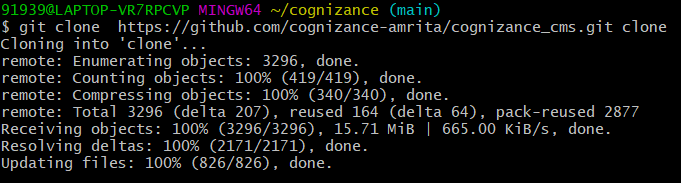 91939@LAPTOP-VR7RPCVP MINGW64 ~/cognizance (main)
$ git clone  https://github.com/cognizance-amrita/cognizance_cms.git clone
Cloning into 'clone'...
remote: Enumerating objects: 3296, done.
remote: Counting objects: 100% (419/419), done.
remote: Compressing objects: 100% (340/340), done.
remote: Total 3296 (delta 207), reused 164 (delta 64), pack-reused 2877
Receiving objects: 100% (3296/3296), 15.71 MiB | 665.00 KiB/s, done.
Resolving deltas: 100% (2171/2171), done.
Updating files: 100% (826/826), done.